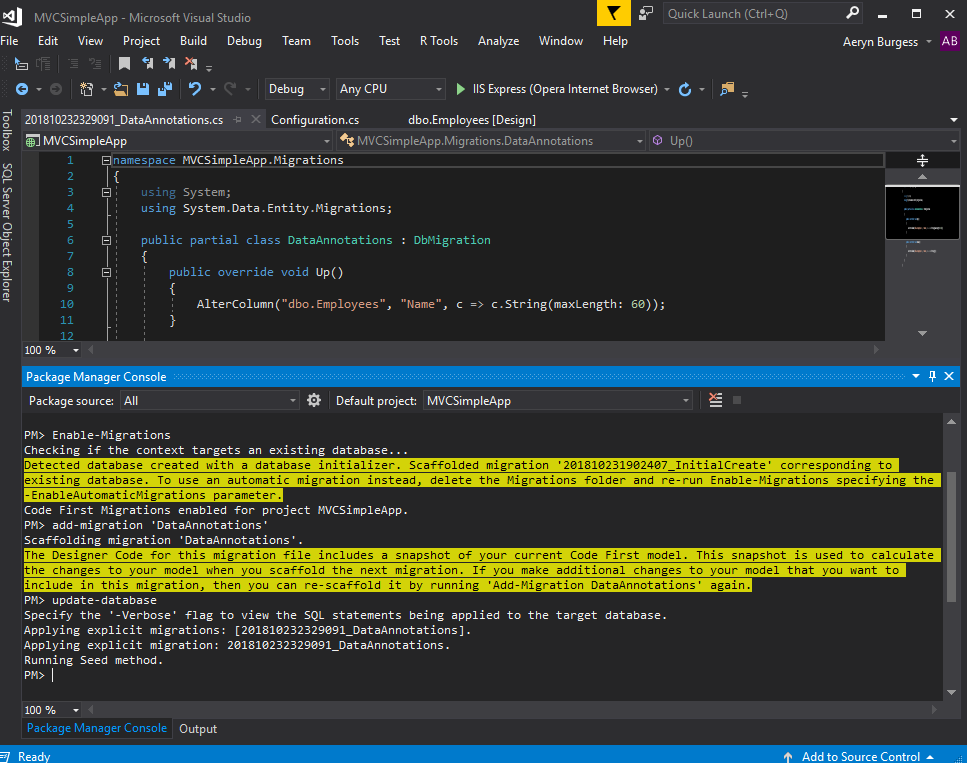 MVCSimpleApp - Microsoft Visual Studio
Quick Launch (Ctrl+Q)
File Edit View Project Build Debug Team Tools Test R Tools Analyze Window Help
Aeryn Burgess AB
Debug Any CPU IIS Express (Opera Internet Browser)
Toolbox
SQL Server Object Explorer
201810232329091_DataAnnotations.cs Configuration.cs dbo.Employees [Design]
MVCSimpleApp MVCSimpleApp.Migrations.DataAnnotations Up()
1 namespace MVCSimpleApp.Migrations
2 {
3 using System;
4 using System.Data.Entity.Migrations;
5
6 public partial class DataAnnotations : DbMigration
7 {
8 public override void Up()
9 {
10 AlterColumn("dbo.Employees", "Name", c => c.String(maxLength: 60));
11 }
12
100 %
Package Manager Console
Package source: All Default project: MVCSimpleApp
PM> Enable-Migrations
Checking if the context targets an existing database...
Detected database created with a database initializer. Scaffolded migration '201810231902407_InitialCreate' corresponding to
existing database. To use an automatic migration instead, delete the Migrations folder and re-run Enable-Migrations specifying the
-EnableAutomaticMigrations parameter.
Code First Migrations enabled for project MVCSimpleApp.
PM> add-migration 'DataAnnotations'
Scaffolding migration 'DataAnnotations'.
The Designer Code for this migration file includes a snapshot of your current Code First model. This snapshot is used to calculate
the changes to your model when you scaffold the next migration. If you make additional changes to your model that you want to
include in this migration, then you can re-scaffold it by running 'Add-Migration DataAnnotations' again.
PM> update-database
Specify the '-Verbose' flag to view the SQL statements being applied to the target database.
Applying explicit migrations: [201810232329091_DataAnnotations].
Applying explicit migration: 201810232329091_DataAnnotations.
Running Seed method.
PM>
100 %
Package Manager Console Output
Ready Add to Source Control